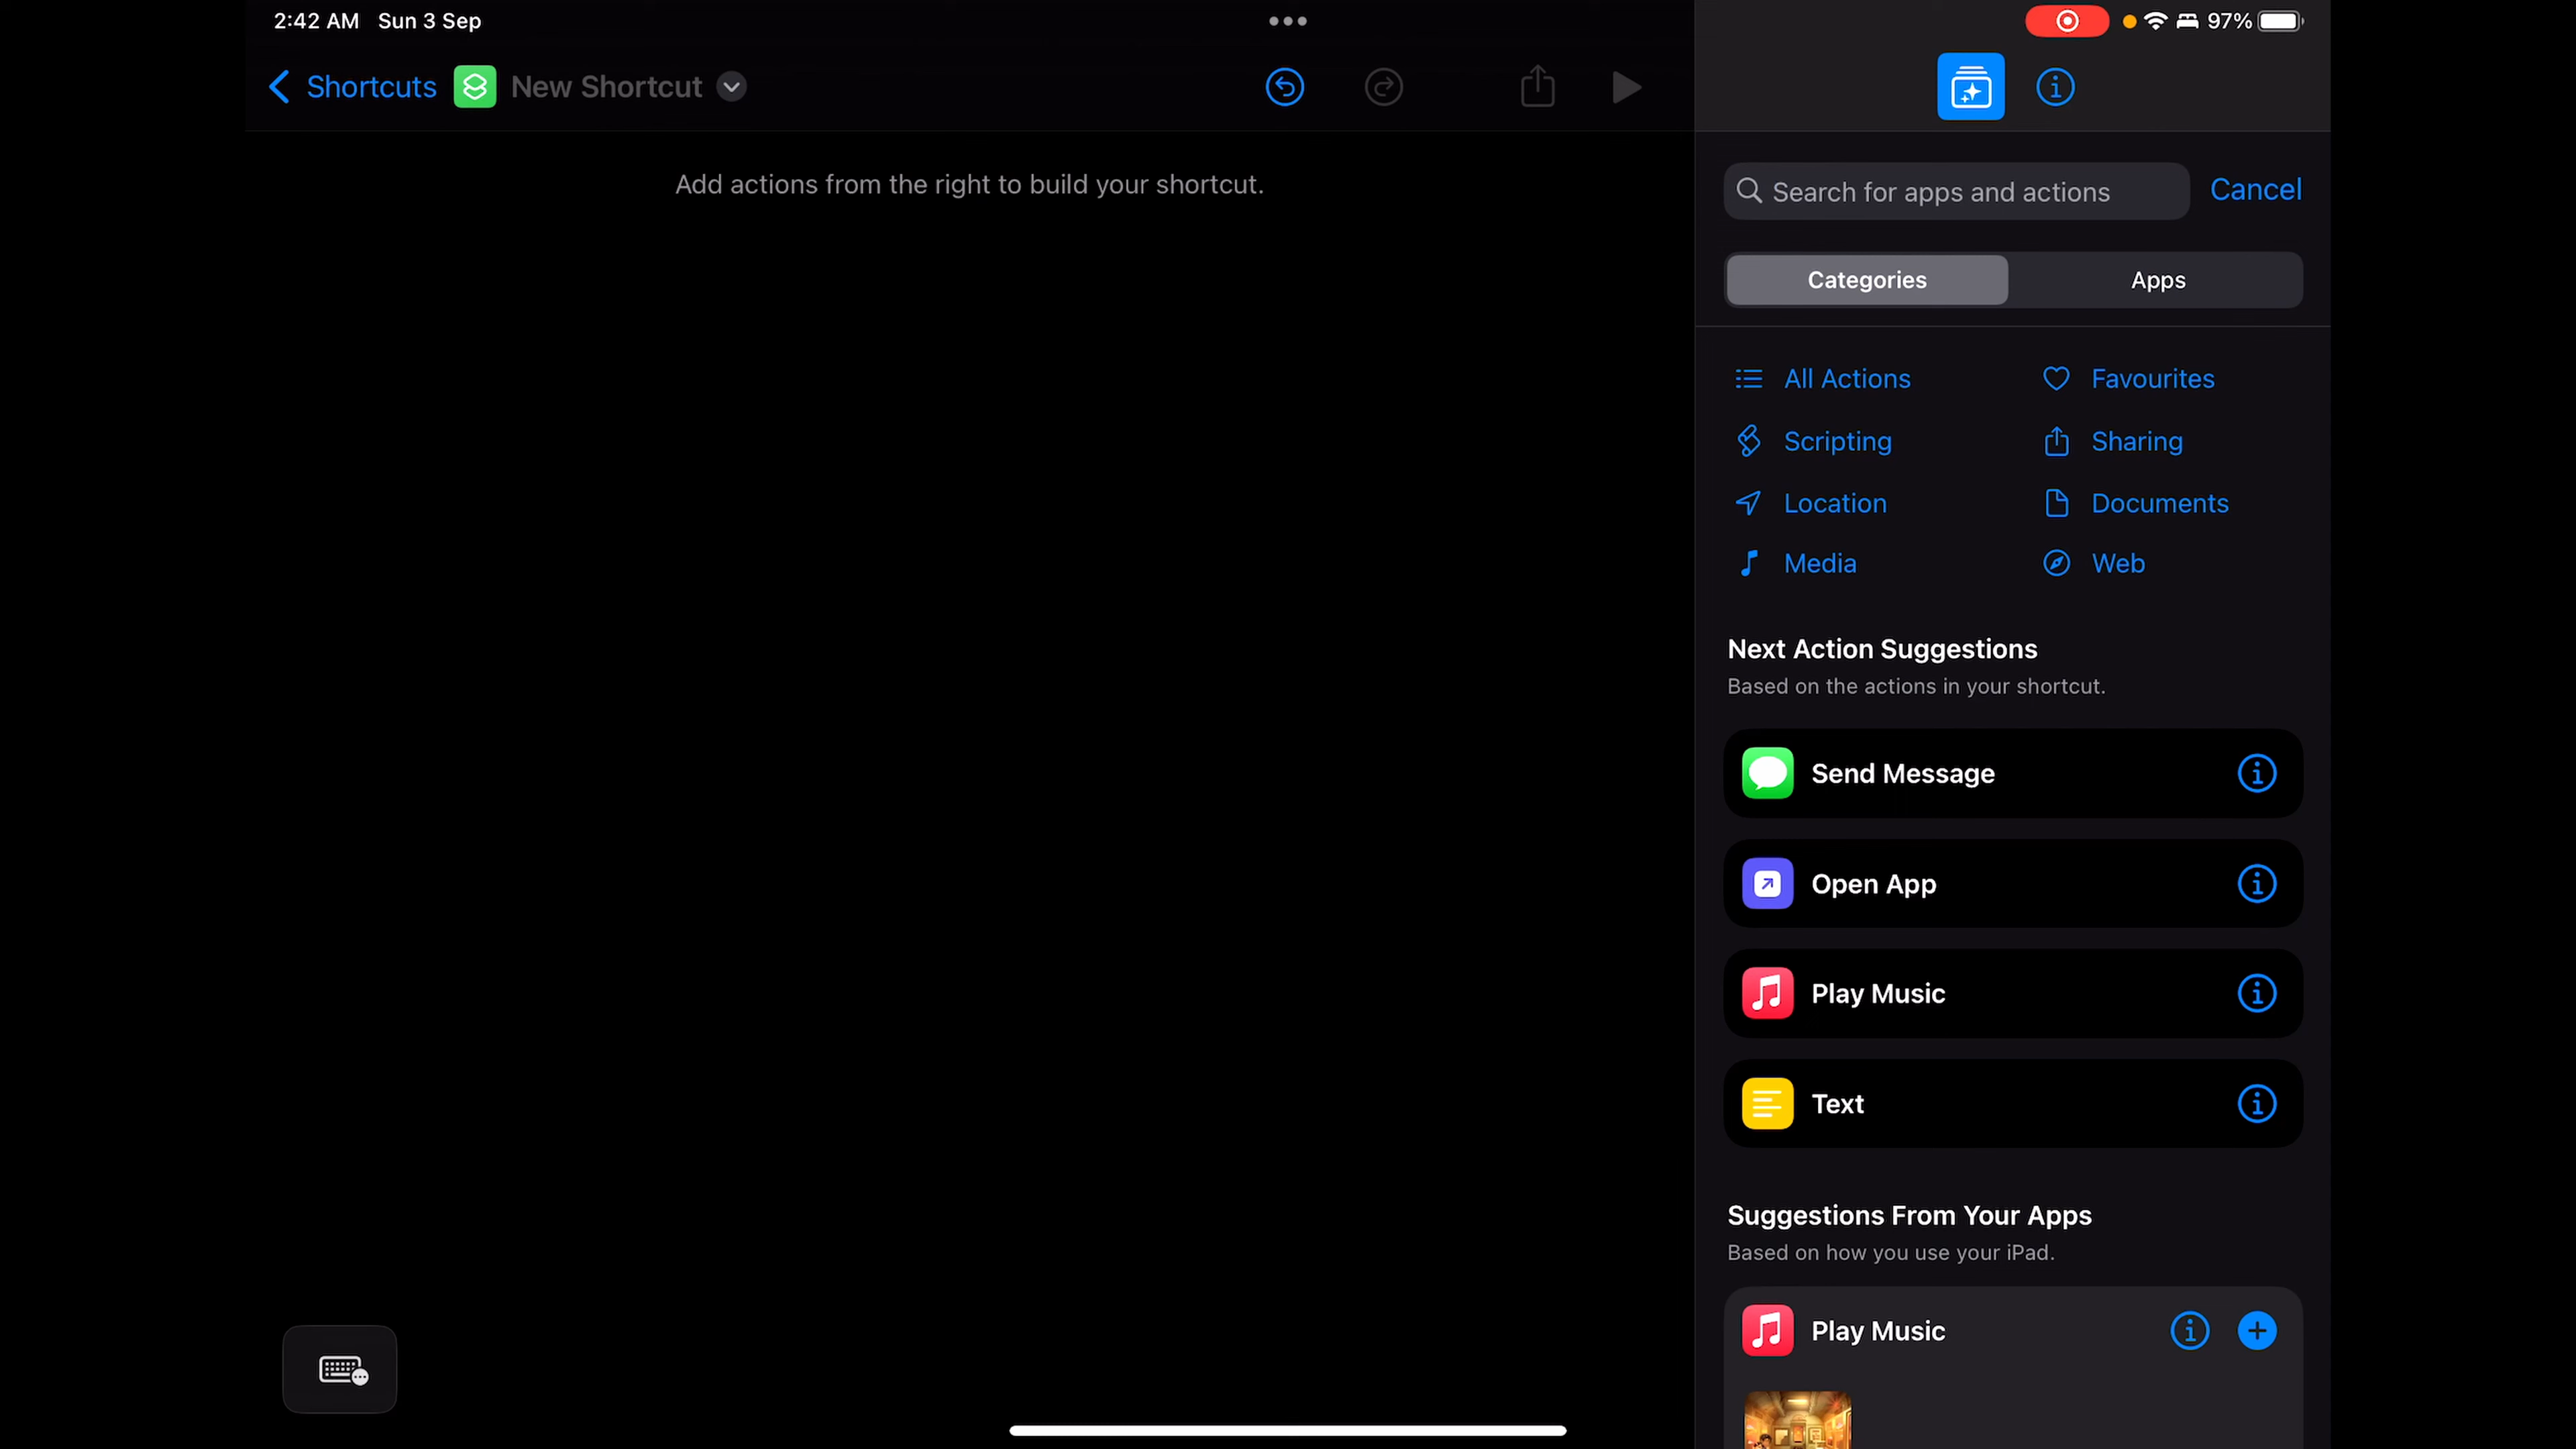 2:42 AM Sun 3 Sep
97%
Shortcuts
New Shortcut
Add actions from the right to build your shortcut.
Search for apps and actions
Cancel
Categories
Apps
All Actions
Favourites
Scripting
Sharing
Location
Documents
Media
Web
Next Action Suggestions
Based on the actions in your shortcut.
Send Message
Open App
Play Music
Text
Suggestions From Your Apps
Based on how you use your iPad.
Play Music